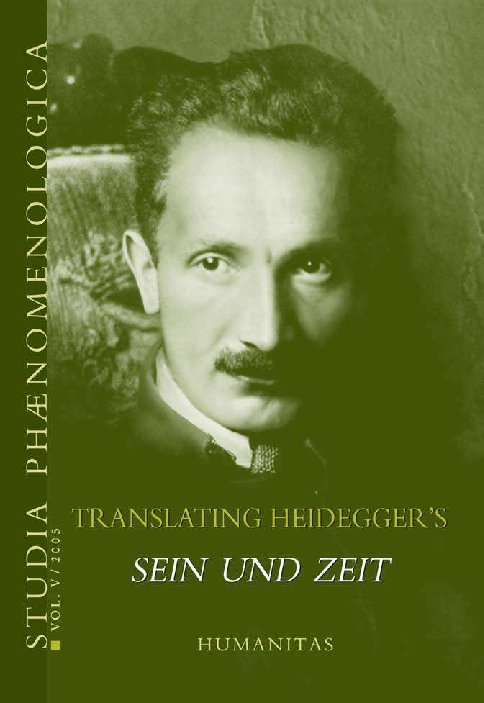 STUDIA PHÆNOMENOLOGICA
VOL. V / 2005
TRANSLATING HEIDEGGER'S
SEIN UND ZEIT
HUMANITAS